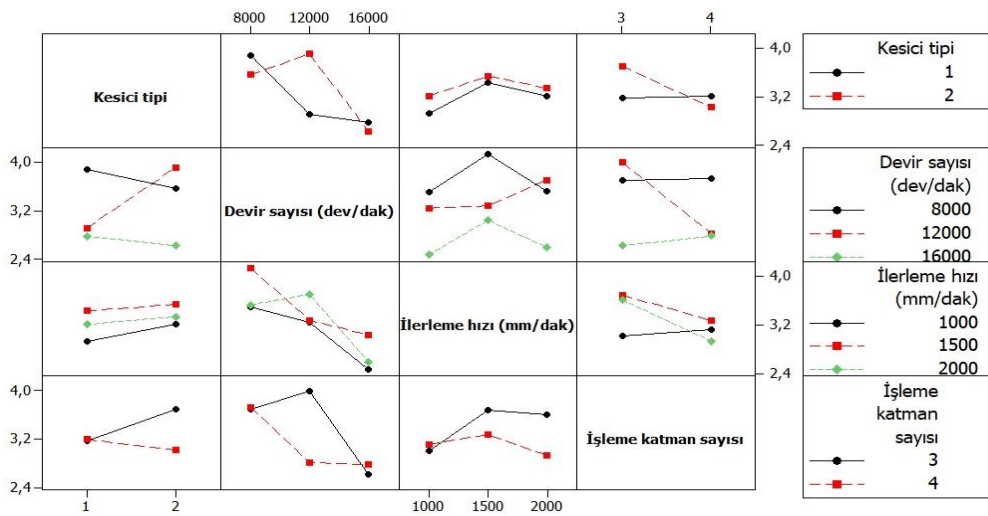 8000 12000 16000
3 4
Kesici tipi
4,0
3,2
2,4
Kesici tipi
1
2
4,0
3,2
2,4
Devir sayısı (dev/dak)
Devir sayısı
(dev/dak)
8000
12000
16000
İlerleme hızı (mm/dak)
4,0
3,2
2,4
İlerleme hızı
(mm/dak)
1000
1500
2000
4,0
3,2
2,4
İşleme katman sayısı
İşleme
katman
sayısı
3
4
1 2
1000 1500 2000